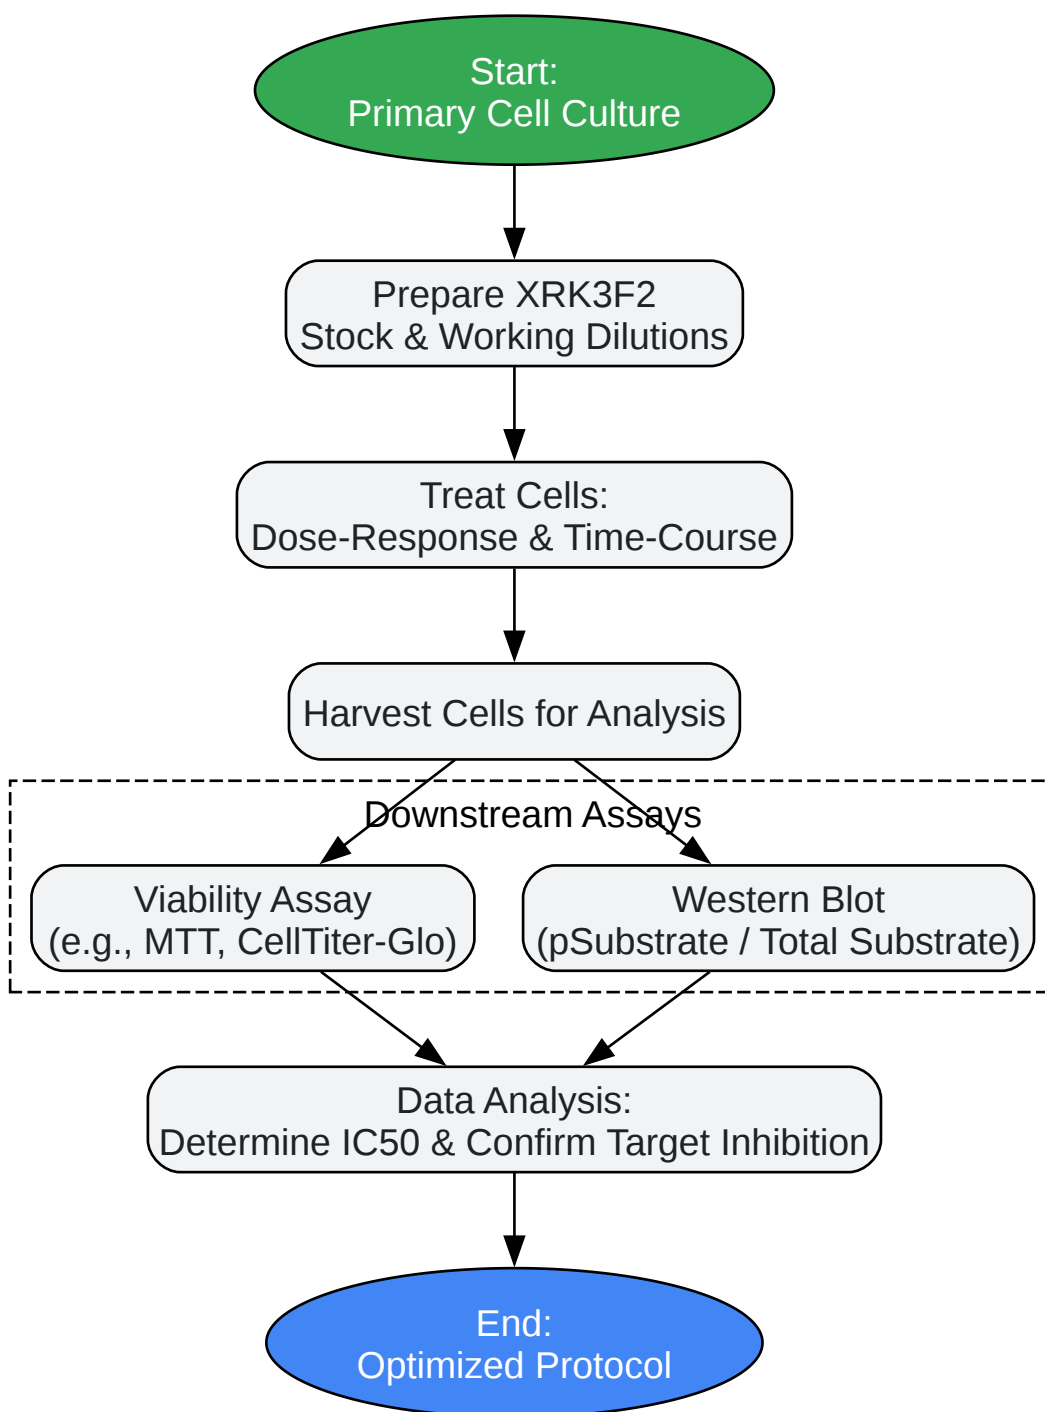 Start:
Primary Cell Culture
Prepare XRK3F2
Stock & Working Dilutions
Treat Cells:
Dose-Response & Time-Course
Harvest Cells for Analysis
Downstream Assays
Viability Assay
(e.g., MTT, CellTiter-Glo)
Western Blot
(pSubstrate / Total Substrate)
Data Analysis:
Determine IC50 & Confirm Target Inhibition
End:
Optimized Protocol